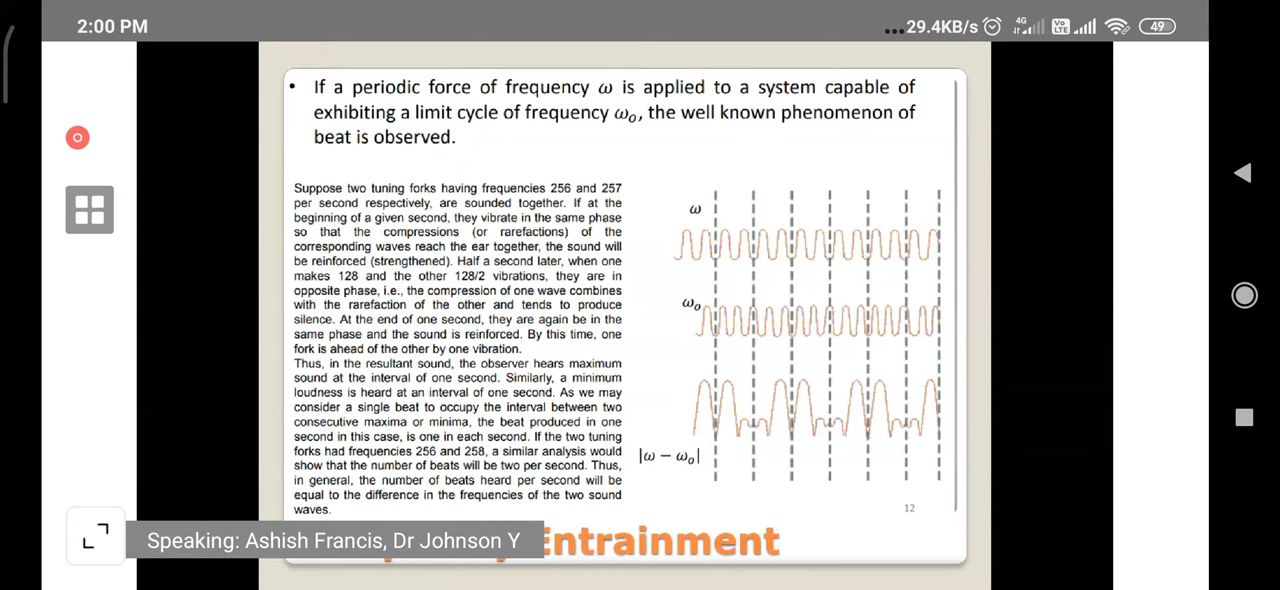 2:00 PM
...29.4KB/s 4G Vo LTE 49
• If a periodic force of frequency ω is applied to a system capable of
exhibiting a limit cycle of frequency ωₒ, the well known phenomenon of
beat is observed.
Suppose two tuning forks having frequencies 256 and 257
per second respectively, are sounded together. If at the
beginning of a given second, they vibrate in the same phase
so that the compressions (or rarefactions) of the
corresponding waves reach the ear together, the sound will
be reinforced (strengthened). Half a second later, when one
makes 128 and the other 128/2 vibrations, they are in
opposite phase, i.e., the compression of one wave combines
with the rarefaction of the other and tends to produce
silence. At the end of one second, they are again be in the
same phase and the sound is reinforced. By this time, one
fork is ahead of the other by one vibration.
Thus, in the resultant sound, the observer hears maximum
sound at the interval of one second. Similarly, a minimum
loudness is heard at an interval of one second. As we may
consider a single beat to occupy the interval between two
consecutive maxima or minima, the beat produced in one
second in this case, is one in each second. If the two tuning
forks had frequencies 256 and 258, a similar analysis would
show that the number of beats will be two per second. Thus,
in general, the number of beats heard per second will be
equal to the difference in the frequencies of the two sound
waves.
ω
ωₒ
|ω − ωₒ|
12
Speaking: Ashish Francis, Dr Johnson Y
Entrainment